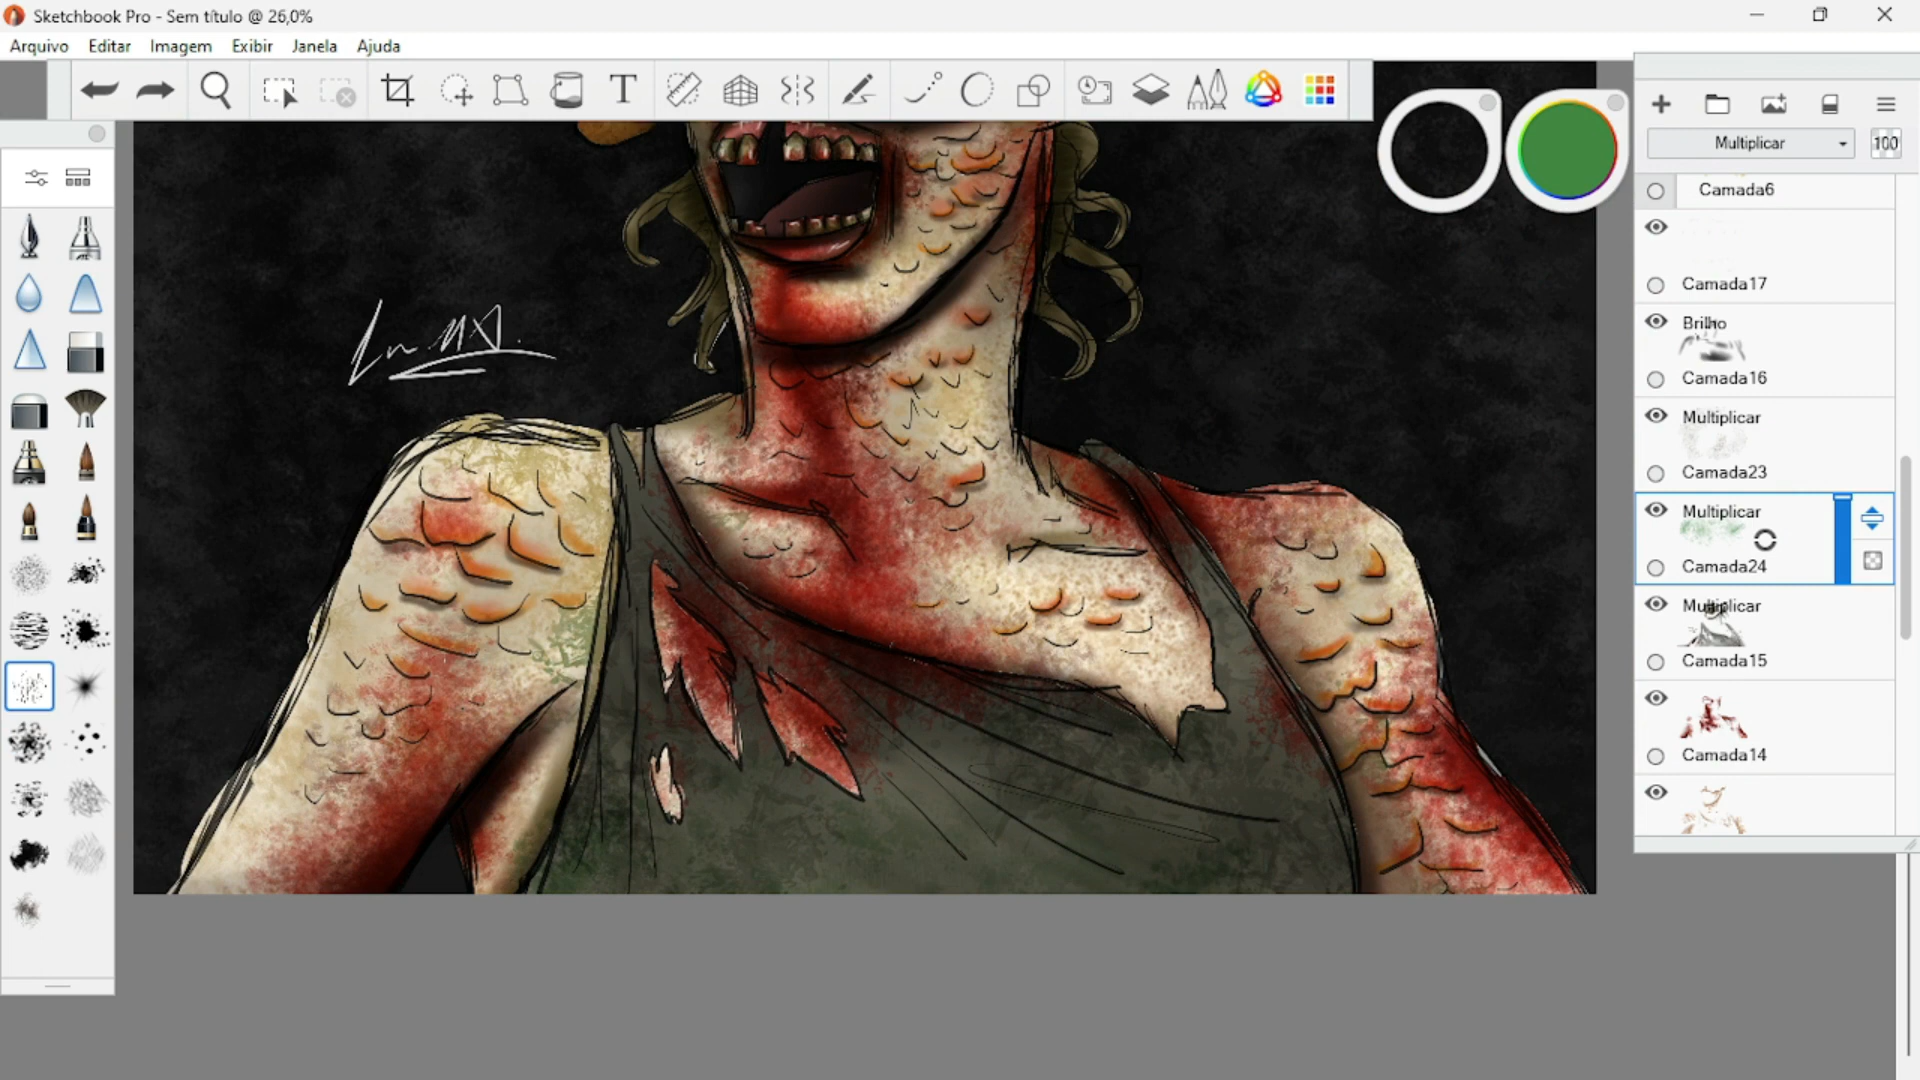 Sketchbook Pro - Sem título @ 26,0%
Arquivo Editar Imagem Exibir Janela Ajuda
T
Multiplicar 100
Camada6
Camada17
Brilho
Camada16
Multiplicar
Camada23
Multiplicar
Camada24
Multiplicar
Camada15
Camada14